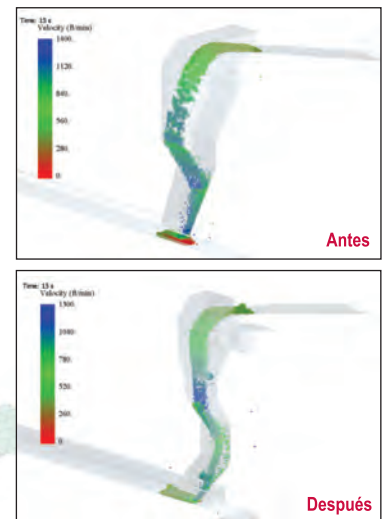 Time: 15 s
Velocity (ft/min)
1400.
1120.
840.
560.
280.
0.
Antes
Time: 15 s
Velocity (ft/min)
1300.
1040.
780.
520.
260.
0.
Después